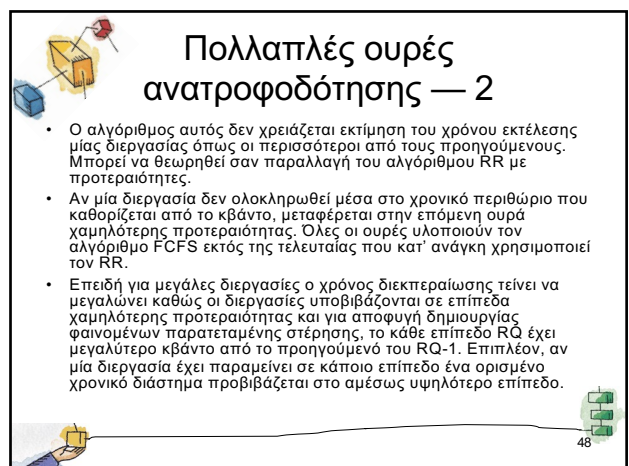 Πολλαπλές ουρές
ανατροφοδότησης — 2
• Ο αλγόριθμος αυτός δεν χρειάζεται εκτίμηση του χρόνου εκτέλεσης
μίας διεργασίας όπως οι περισσότεροι από τους προηγούμενους.
Μπορεί να θεωρηθεί σαν παραλλαγή του αλγόριθμου RR με
προτεραιότητες.
• Αν μία διεργασία δεν ολοκληρωθεί μέσα στο χρονικό περιθώριο που
καθορίζεται από το κβάντο, μεταφέρεται στην επόμενη ουρά
χαμηλότερης προτεραιότητας. Όλες οι ουρές υλοποιούν τον
αλγόριθμο FCFS εκτός της τελευταίας που κατ’ ανάγκη χρησιμοποιεί
τον RR.
• Επειδή για μεγάλες διεργασίες ο χρόνος διεκπεραίωσης τείνει να
μεγαλώνει καθώς οι διεργασίες υποβιβάζονται σε επίπεδα
χαμηλότερης προτεραιότητας και για αποφυγή δημιουργίας
φαινομένων παρατεταμένης στέρησης, το κάθε επίπεδο RQ έχει
μεγαλύτερο κβάντο από το προηγούμενό του RQ-1. Επιπλέον, αν
μία διεργασία έχει παραμείνει σε κάποιο επίπεδο ένα ορισμένο
χρονικό διάστημα προβιβάζεται στο αμέσως υψηλότερο επίπεδο.
48